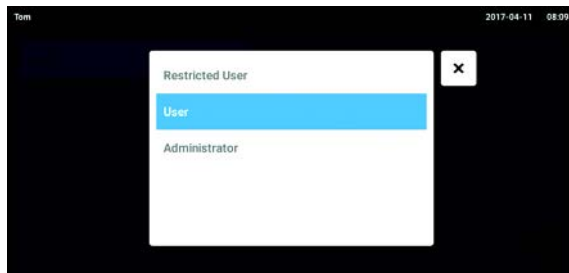 Tom 2017-04-11 08:09
Restricted User
User
Administrator